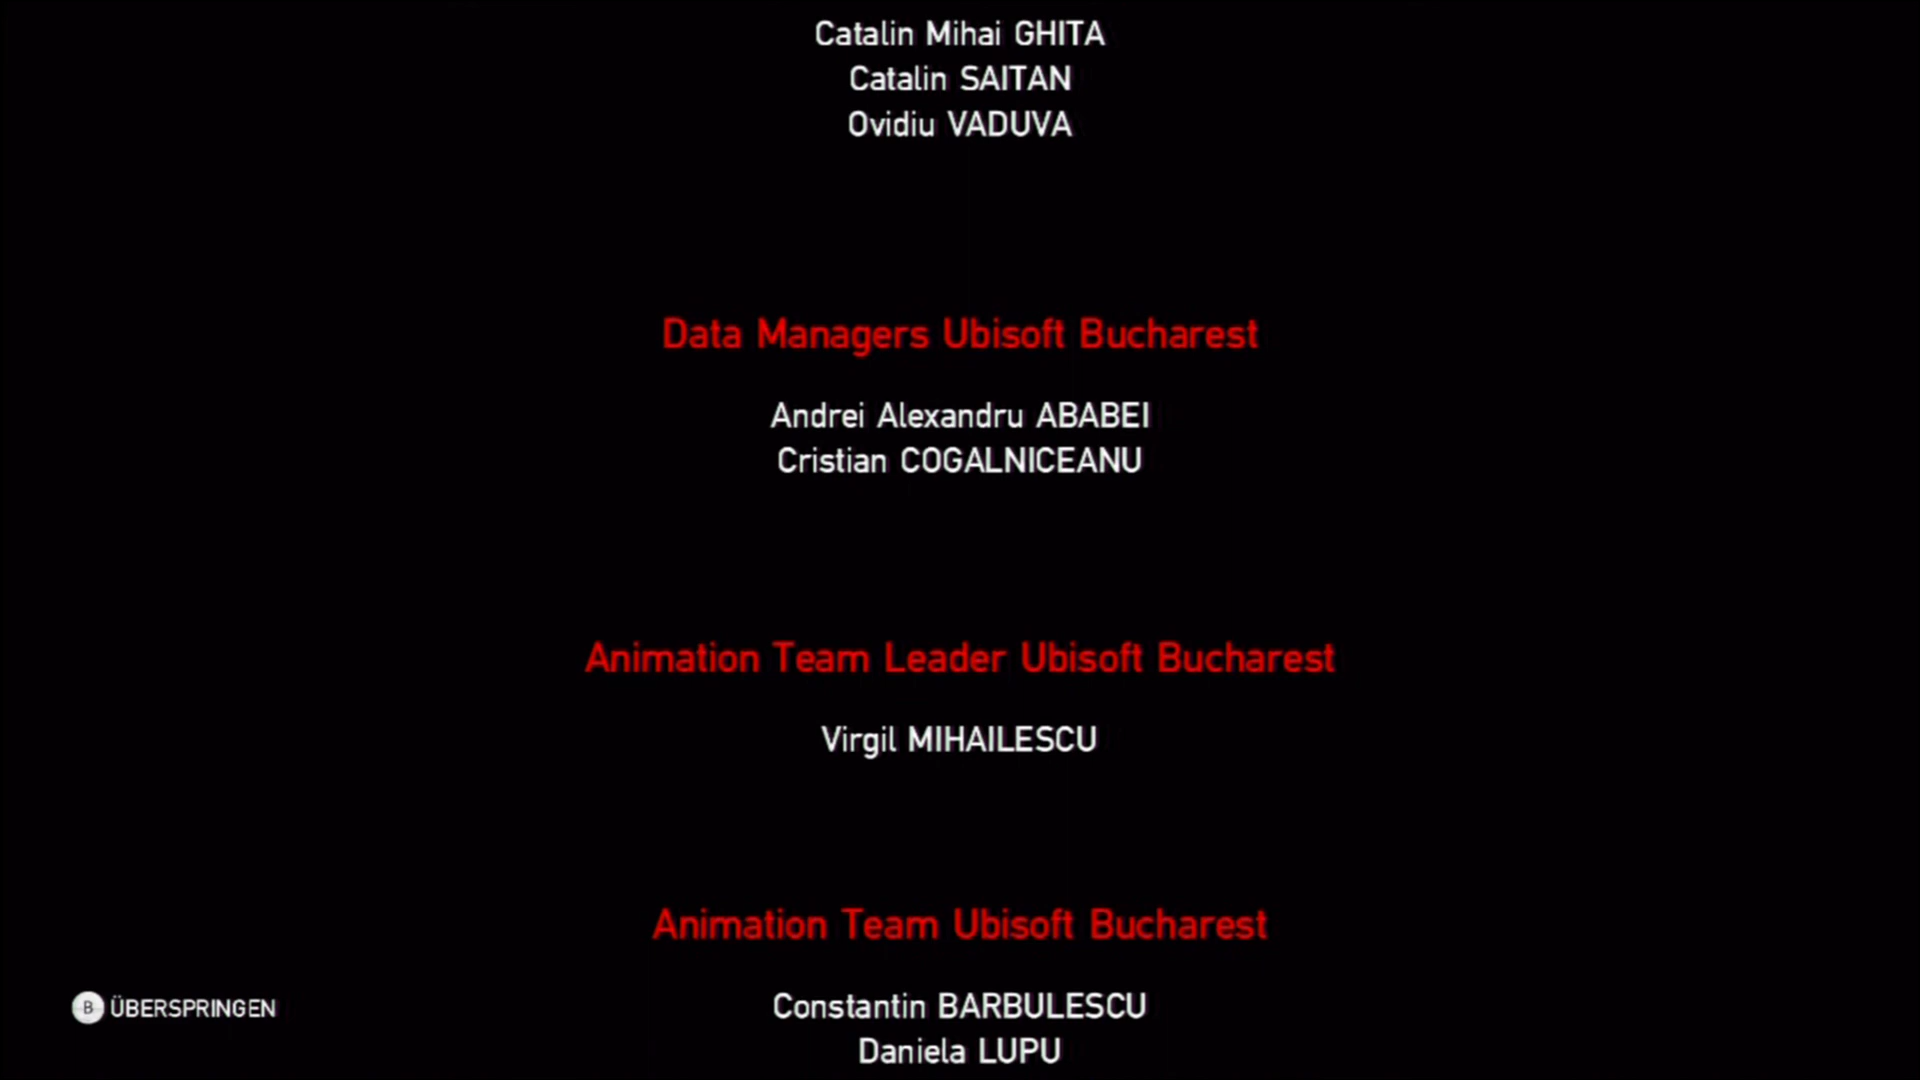 Catalin Mihai GHITA
Catalin SAITAN
Ovidiu VADUVA
Data Managers Ubisoft Bucharest
Andrei Alexandru ABABEI
Cristian COGALNICEANU
Animation Team Leader Ubisoft Bucharest
Virgil MIHAILESCU
Animation Team Ubisoft Bucharest
Constantin BARBULESCU
Daniela LUPU
B ÜBERSPRINGEN